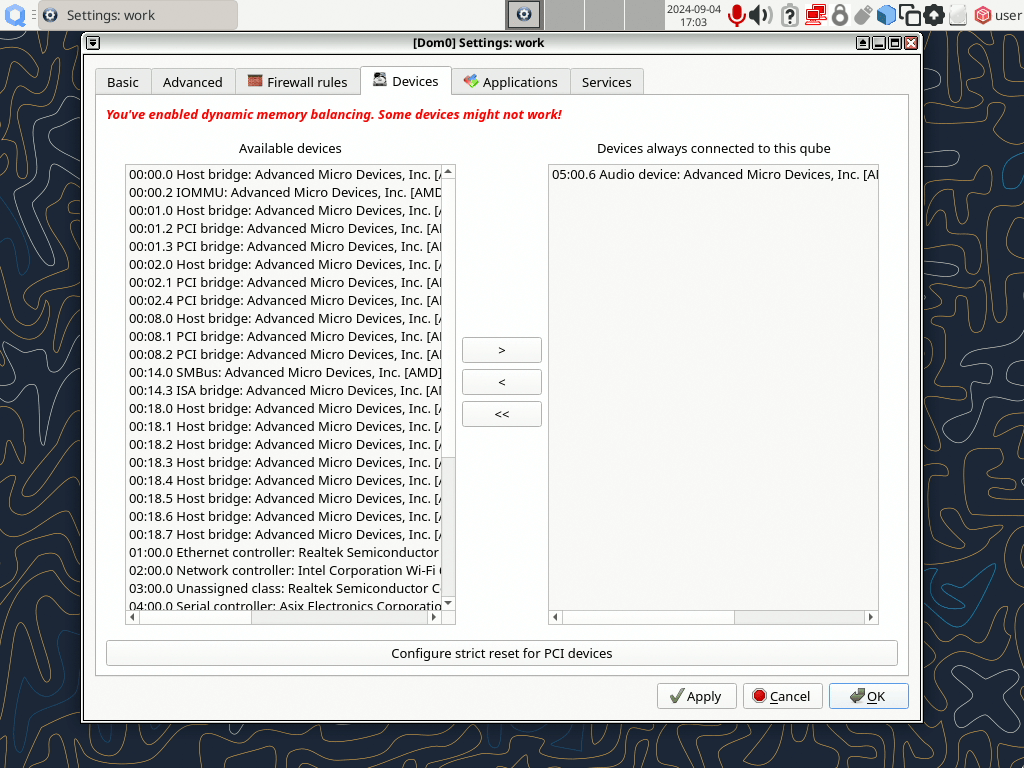 Settings: work
2024-09-04
17:03
user
[Dom0] Settings: work
Basic
Advanced
Firewall rules
Devices
Applications
Services
You've enabled dynamic memory balancing. Some devices might not work!
Available devices
00:00.0 Host bridge: Advanced Micro Devices, Inc. [A
00:00.2 IOMMU: Advanced Micro Devices, Inc. [AMD
00:01.0 Host bridge: Advanced Micro Devices, Inc. [A
00:01.2 PCI bridge: Advanced Micro Devices, Inc. [A
00:01.3 PCI bridge: Advanced Micro Devices, Inc. [A
00:02.0 Host bridge: Advanced Micro Devices, Inc. [A
00:02.1 PCI bridge: Advanced Micro Devices, Inc. [A
00:02.4 PCI bridge: Advanced Micro Devices, Inc. [A
00:08.0 Host bridge: Advanced Micro Devices, Inc. [A
00:08.1 PCI bridge: Advanced Micro Devices, Inc. [A
00:08.2 PCI bridge: Advanced Micro Devices, Inc. [A
00:14.0 SMBus: Advanced Micro Devices, Inc. [AMD]
00:14.3 ISA bridge: Advanced Micro Devices, Inc. [A
00:18.0 Host bridge: Advanced Micro Devices, Inc. [A
00:18.1 Host bridge: Advanced Micro Devices, Inc. [A
00:18.2 Host bridge: Advanced Micro Devices, Inc. [A
00:18.3 Host bridge: Advanced Micro Devices, Inc. [A
00:18.4 Host bridge: Advanced Micro Devices, Inc. [A
00:18.5 Host bridge: Advanced Micro Devices, Inc. [A
00:18.6 Host bridge: Advanced Micro Devices, Inc. [A
00:18.7 Host bridge: Advanced Micro Devices, Inc. [A
01:00.0 Ethernet controller: Realtek Semiconductor
02:00.0 Network controller: Intel Corporation Wi-Fi
03:00.0 Unassigned class: Realtek Semiconductor C
04:00.0 Serial controller: Asix Electronics Corporatio
>
<
<<
Devices always connected to this qube
05:00.6 Audio device: Advanced Micro Devices, Inc. [A
Configure strict reset for PCI devices
Apply
Cancel
OK